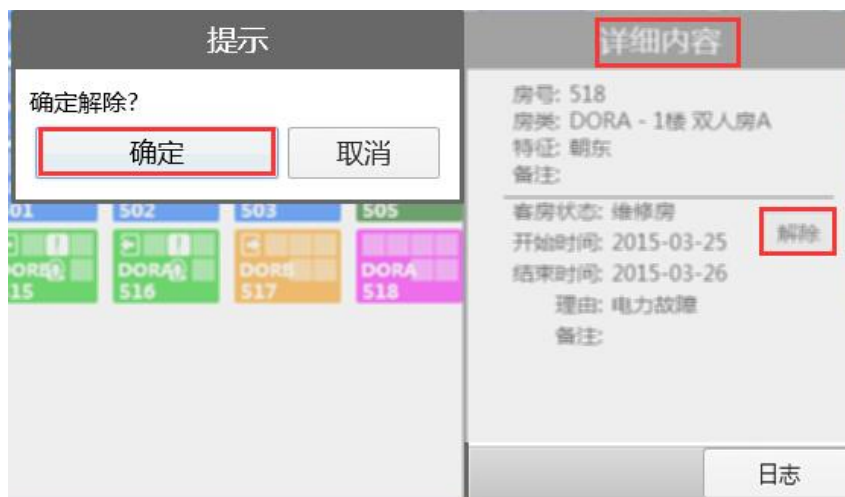 提示
确定解除?
确定
取消
01
502
503
505
DORA
515
DORA
516
DORB
517
DORA
518
详细内容
房号: 518
房类: DORA - 1楼 双人房A
特征: 朝东
备注:
客房状态: 维修房
开始时间: 2015-03-25
解除
结束时间: 2015-03-26
理由: 电力故障
备注:
日志